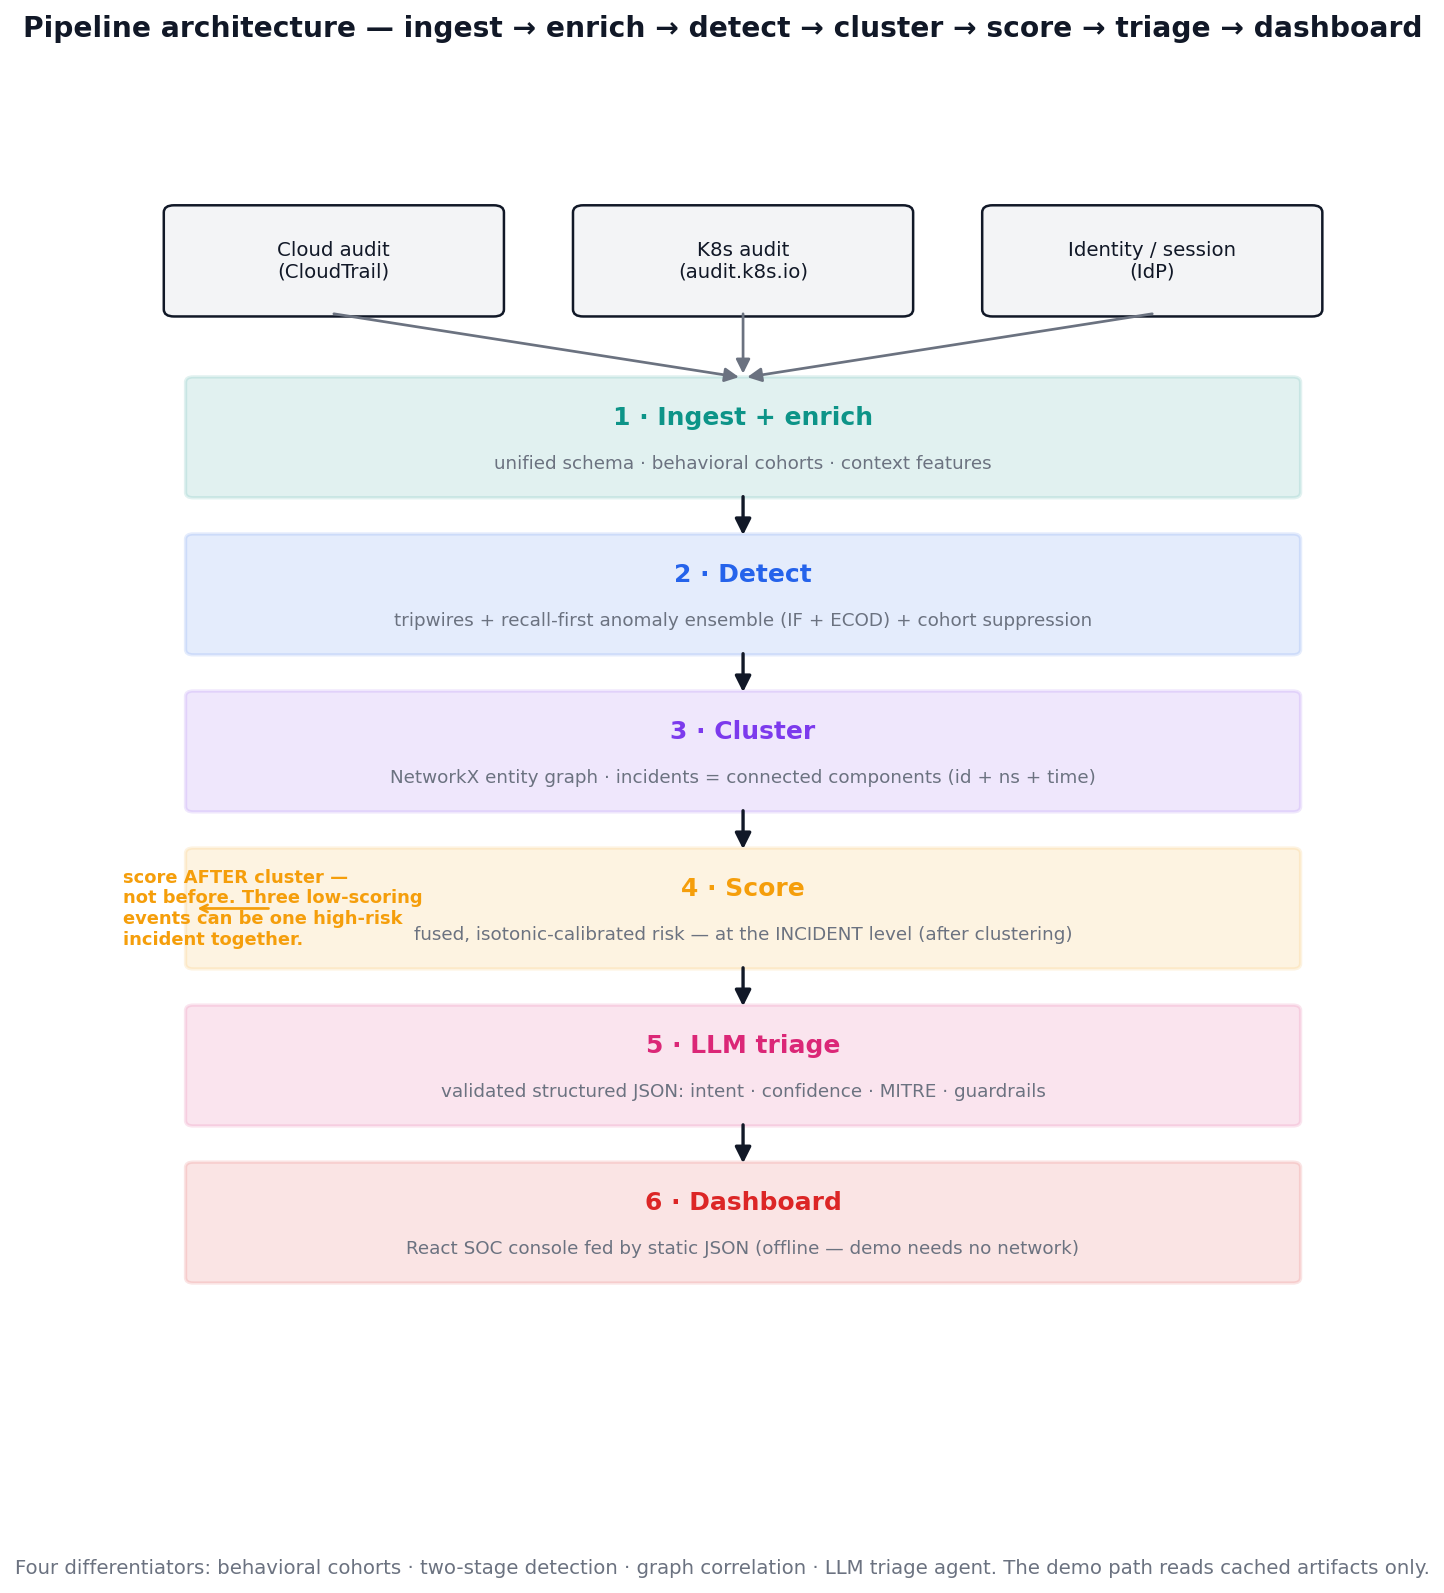 Pipeline architecture — ingest → enrich → detect → cluster → score → triage → dashboard
Cloud audit
(CloudTrail)
K8s audit
(audit.k8s.io)
Identity / session
(IdP)
1 · Ingest + enrich
unified schema · behavioral cohorts · context features
2 · Detect
tripwires + recall-first anomaly ensemble (IF + ECOD) + cohort suppression
3 · Cluster
NetworkX entity graph · incidents = connected components (id + ns + time)
score AFTER cluster —
not before. Three low-scoring
events can be one high-risk
incident together.
4 · Score
fused, isotonic-calibrated risk — at the INCIDENT level (after clustering)
5 · LLM triage
validated structured JSON: intent · confidence · MITRE · guardrails
6 · Dashboard
React SOC console fed by static JSON (offline — demo needs no network)
Four differentiators: behavioral cohorts · two-stage detection · graph correlation · LLM triage agent. The demo path reads cached artifacts only.